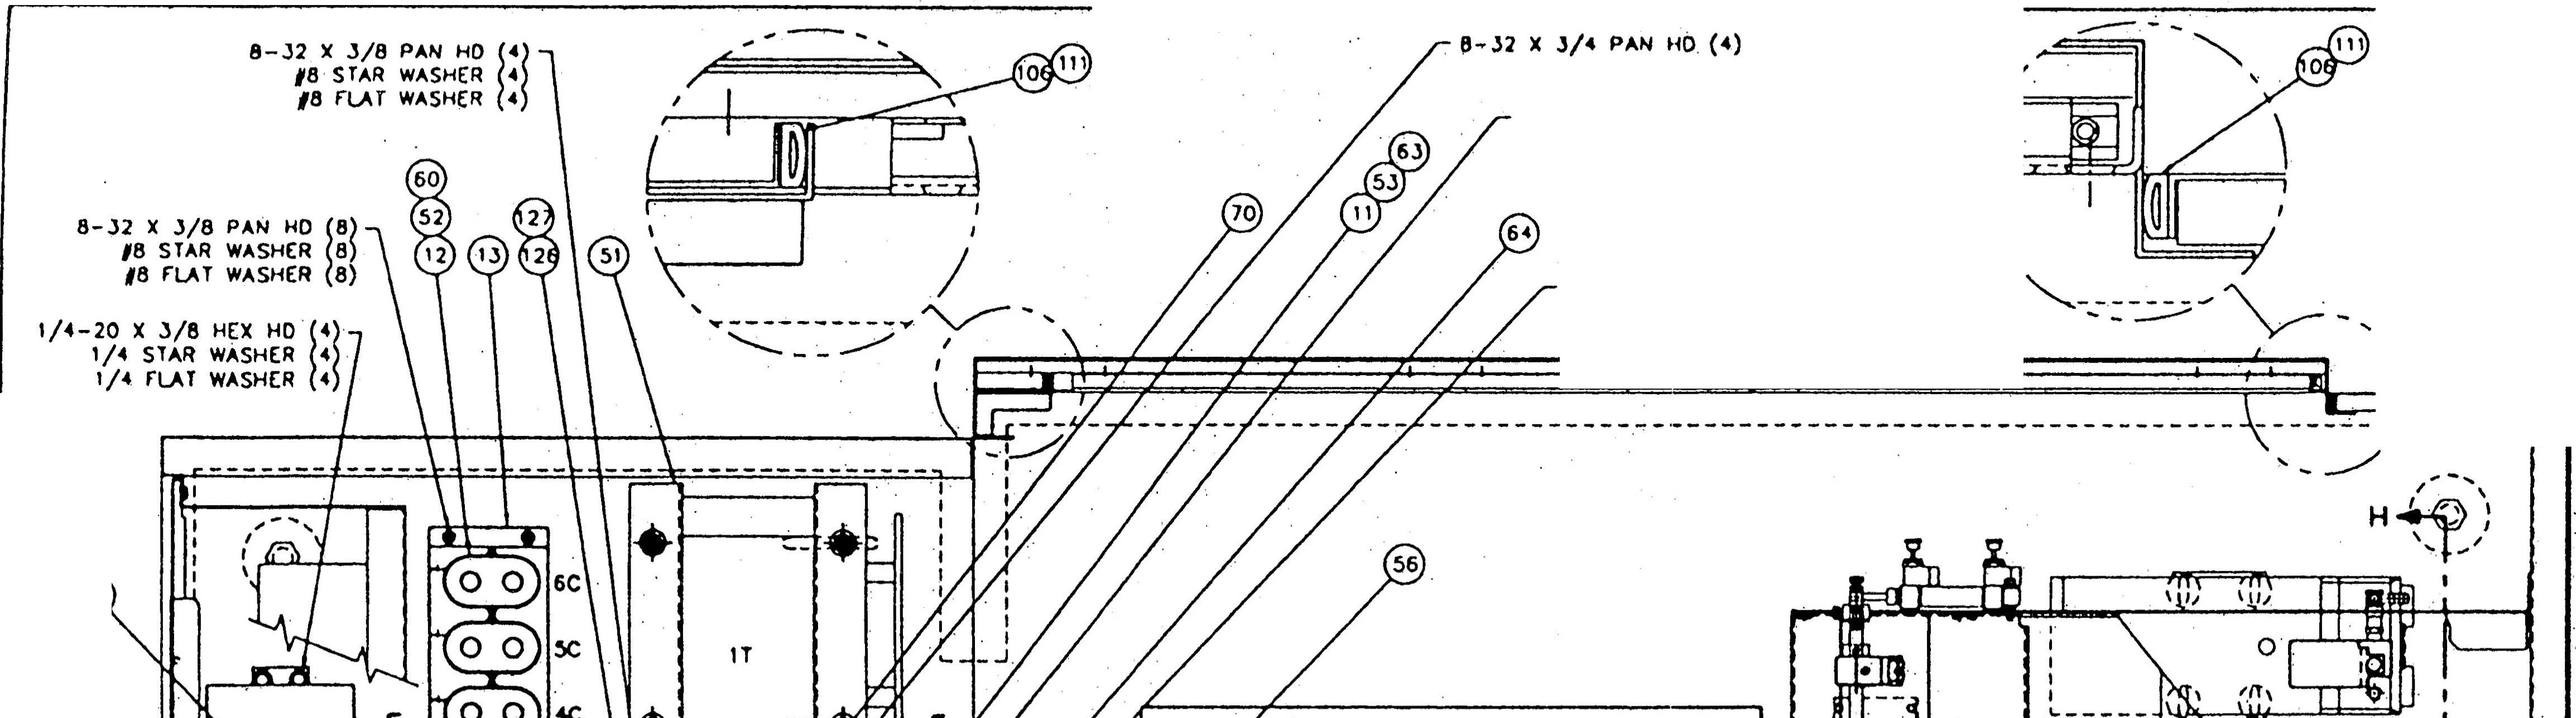 8-32 X 3/8 PAN HD (4)
#8 STAR WASHER (4)
#8 FLAT WASHER (4)
106
111
8-32 X 3/4 PAN HD (4)
106
111
60
52
12
13
127
126
51
8-32 X 3/8 PAN HD (8)
#8 STAR WASHER (8)
#8 FLAT WASHER (8)
70
63
53
11
64
1/4-20 X 3/8 HEX HD (4)
1/4 STAR WASHER (4)
1/4 FLAT WASHER (4)
H
56
6C
5C
1T
4C